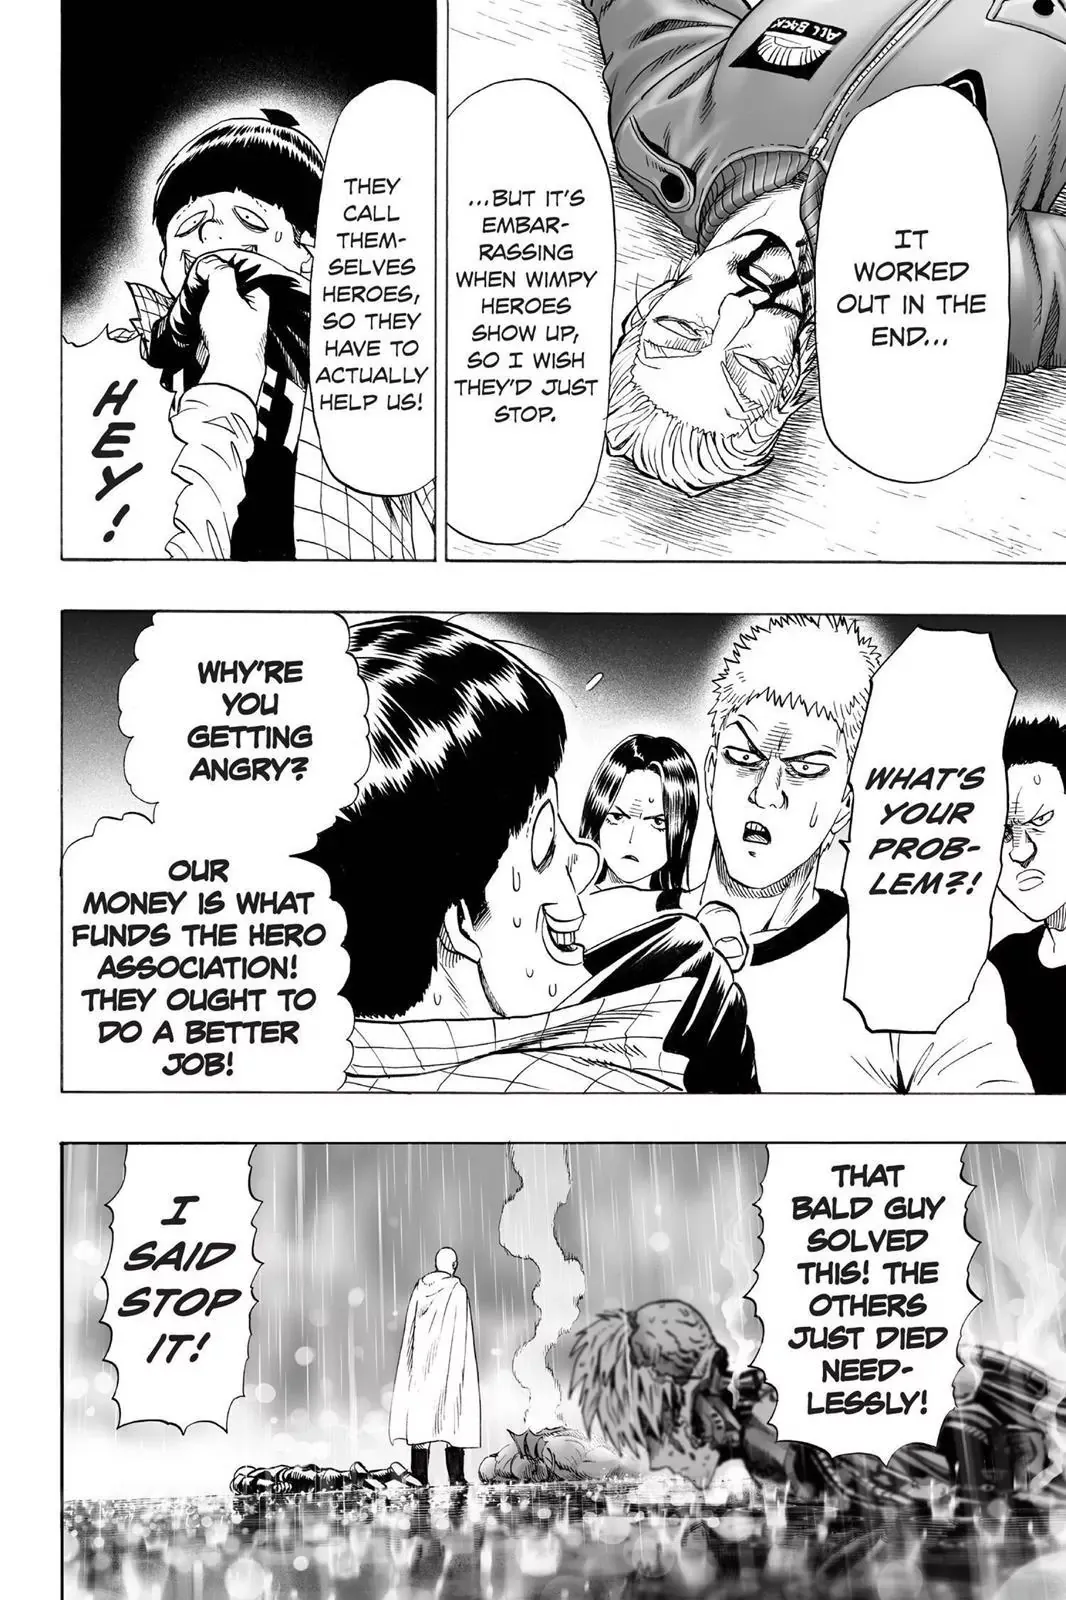 ALL BACK
IT
WORKED
OUT IN THE
END...
...BUT IT'S
EMBAR-
RASSING
WHEN WIMPY
HEROES
SHOW UP,
SO I WISH
THEY'D JUST
STOP.
THEY
CALL
THEM-
SELVES
HEROES,
SO THEY
HAVE TO
ACTUALLY
HELP US!
HEY!
WHAT'S
YOUR
PROB-
LEM?!
WHY'RE
YOU
GETTING
ANGRY?
OUR
MONEY IS WHAT
FUNDS THE HERO
ASSOCIATION!
THEY OUGHT TO
DO A BETTER
JOB!
THAT
BALD GUY
SOLVED
THIS! THE
OTHERS
JUST DIED
NEED-
LESSLY!
I
SAID
STOP
IT!